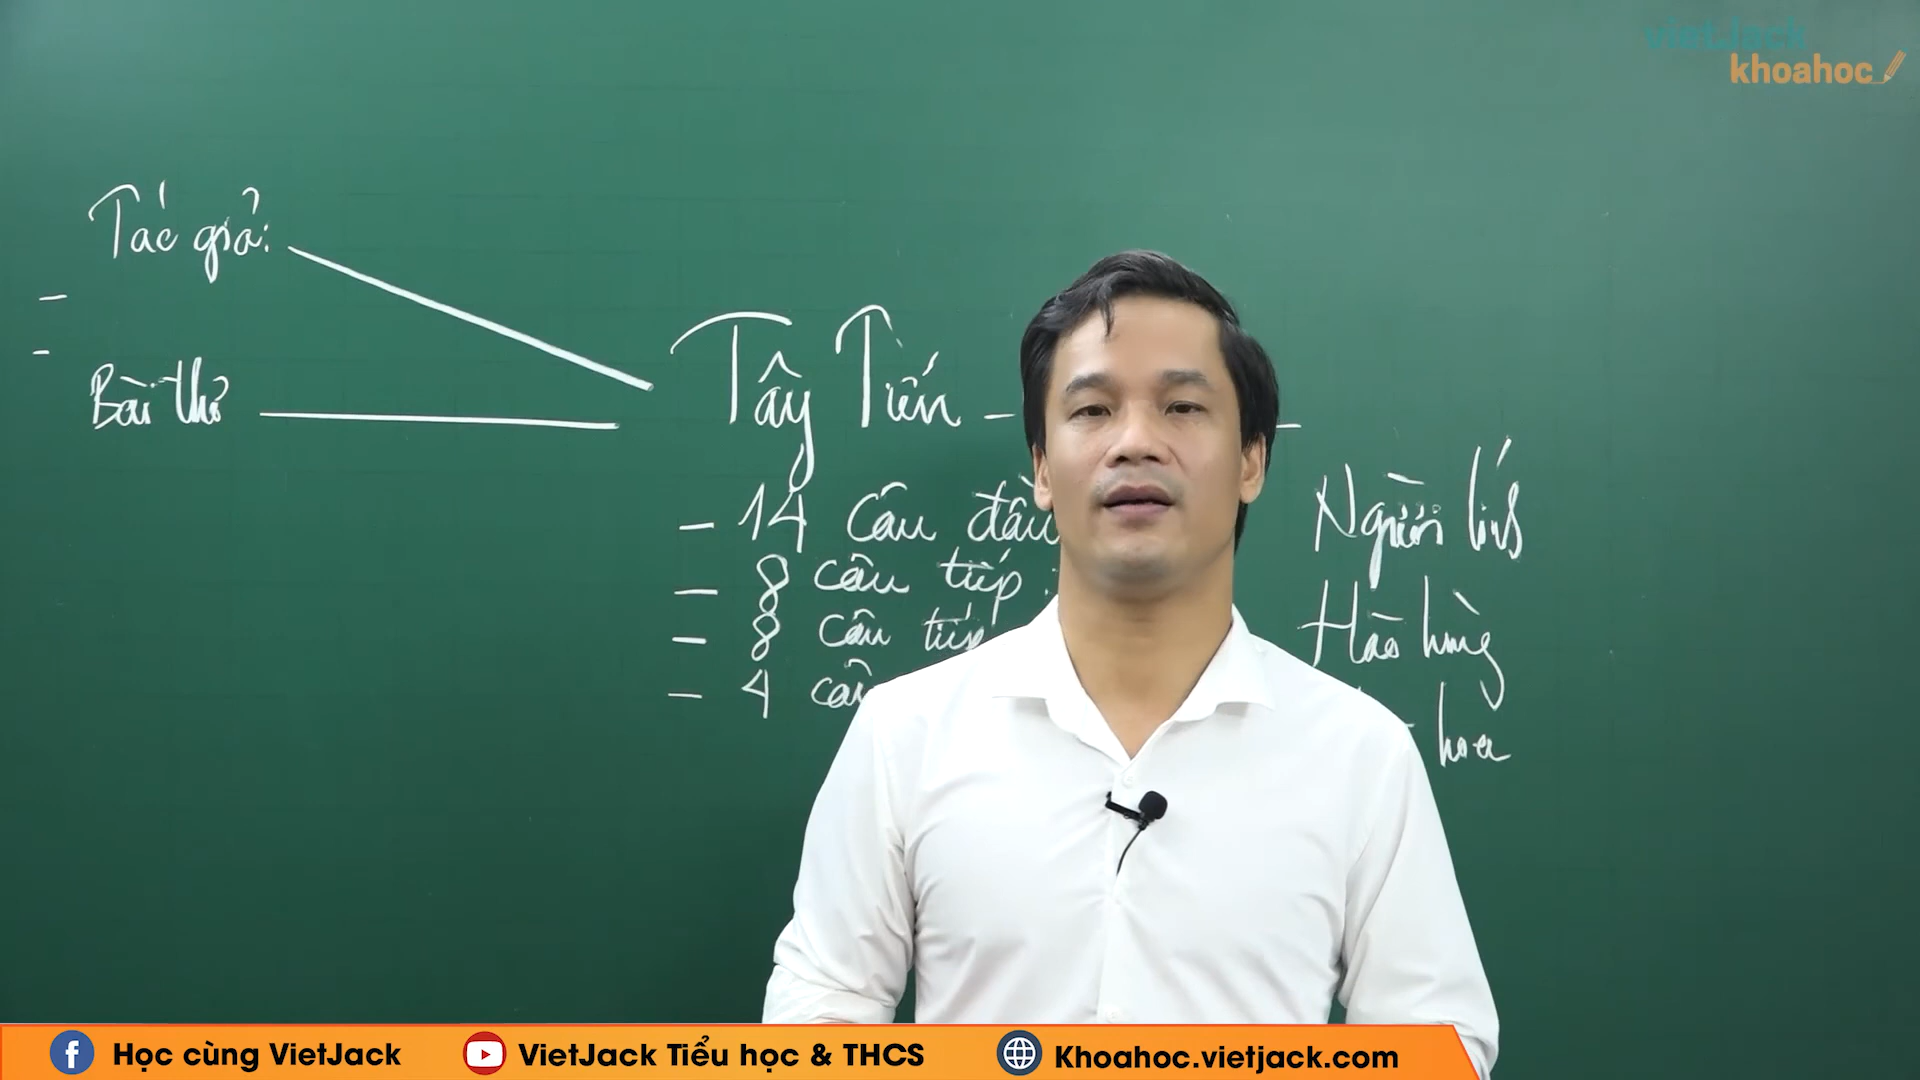 vietJack
khoahoc
Tác giả:
Bài thơ
Tây Tiến -
- 14 câu đầu
- 8 câu tiếp :
- 8 câu tiếp
- 4 câu
Người lính
Hào hùng
hoa
Học cùng VietJack
VietJack Tiểu học & THCS
Khoahoc.vietjack.com